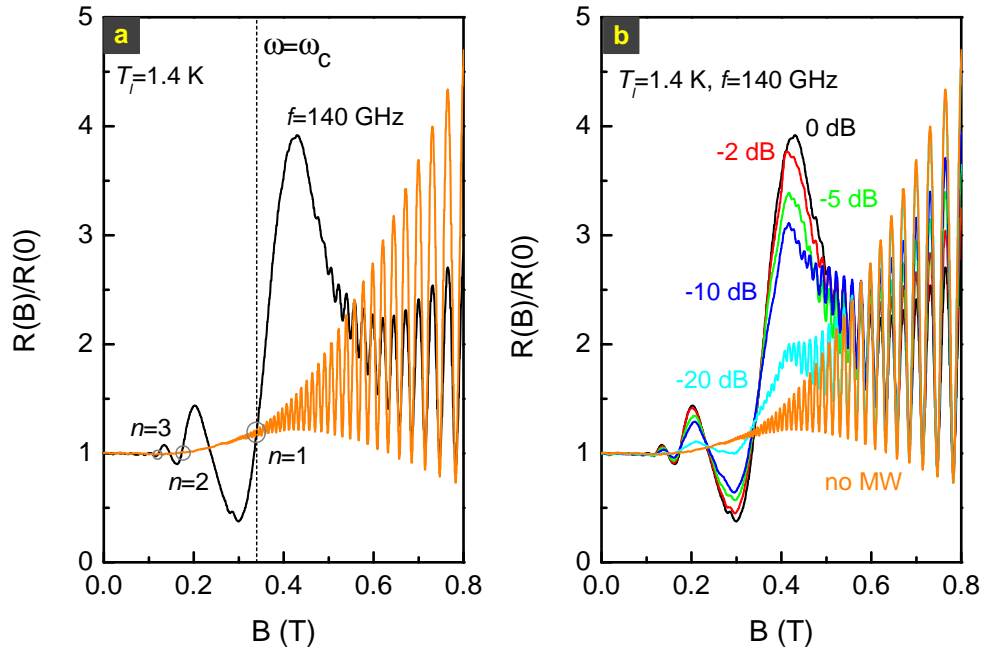 a
T_l=1.4 K
ω=ω_c
f=140 GHz
n=3
n=2
n=1
5
4
3
2
1
0
0.0 0.2 0.4 0.6 0.8
R(B)/R(0)
B (T)
b
T_l=1.4 K, f=140 GHz
0 dB
-2 dB
-5 dB
-10 dB
-20 dB
no MW
5
4
3
2
1
0
0.0 0.2 0.4 0.6 0.8
R(B)/R(0)
B (T)